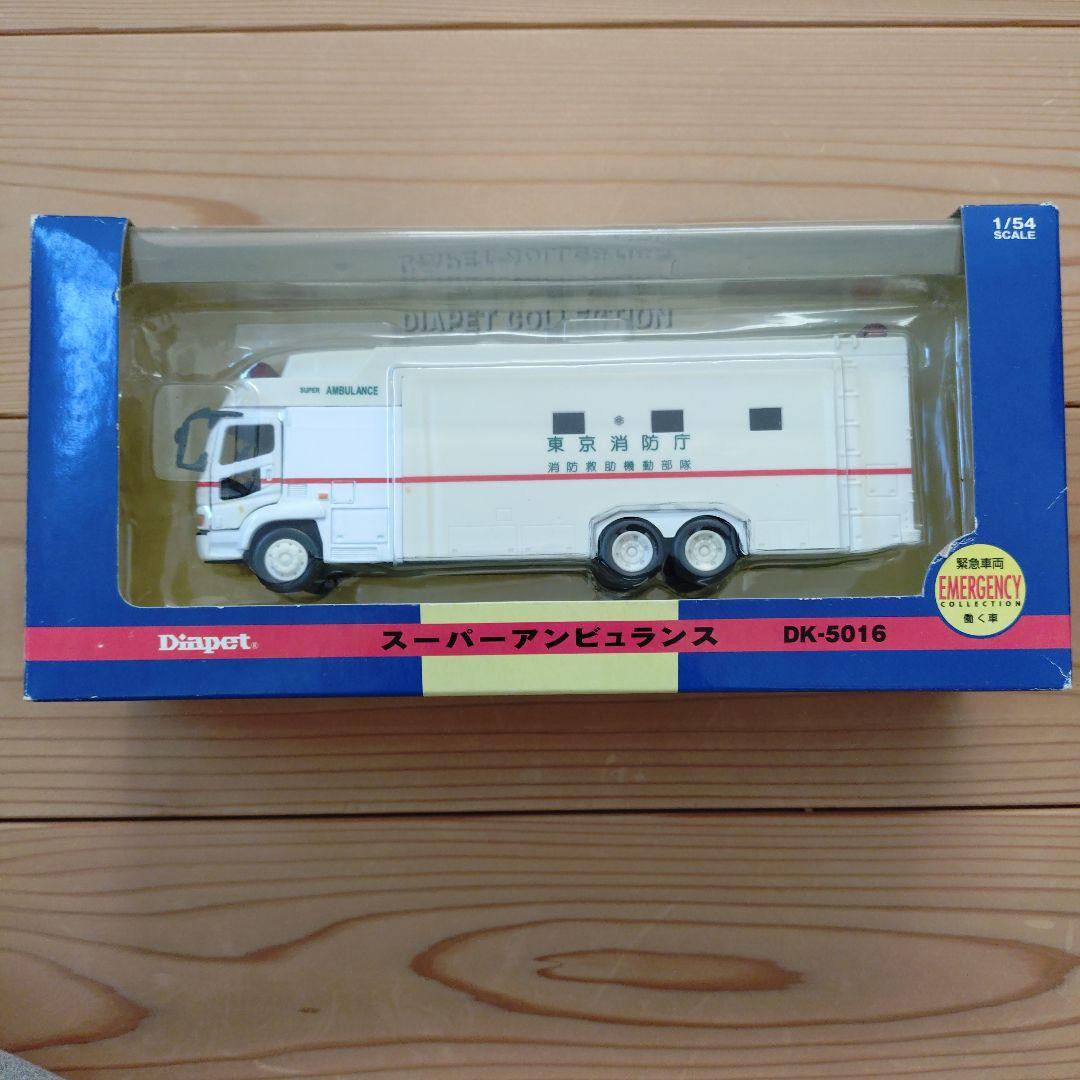 1/54
SCALE
DIAPET COLLECTION
SUPER AMBULANCE
東京消防庁
消防救助機動部隊
緊急車両
EMERGENCY
COLLECTION
働く車
Diapet®
スーパーアンビュランス
DK-5016